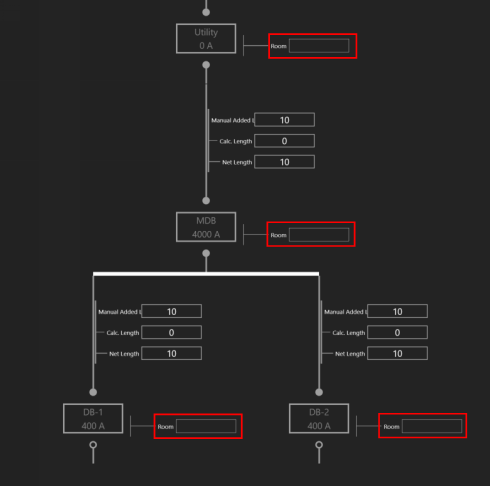 Utility
0 A
Room
Manual Added L 10
Calc. Length 0
Net Length 10
MDB
4000 A
Room
Manual Added L 10
Calc. Length 0
Net Length 10
Manual Added L 10
Calc. Length 0
Net Length 10
DB-1
400 A
Room
DB-2
400 A
Room